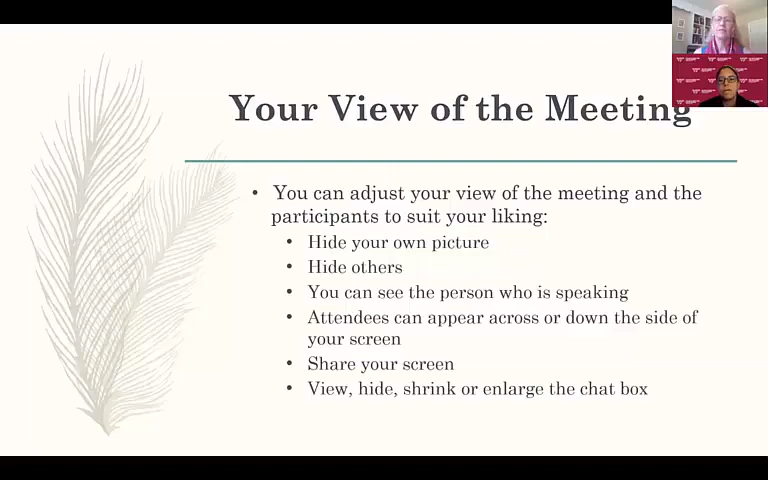 Your View of the Meeting
• You can adjust your view of the meeting and the
participants to suit your liking:
• Hide your own picture
• Hide others
• You can see the person who is speaking
• Attendees can appear across or down the side of
your screen
• Share your screen
• View, hide, shrink or enlarge the chat box